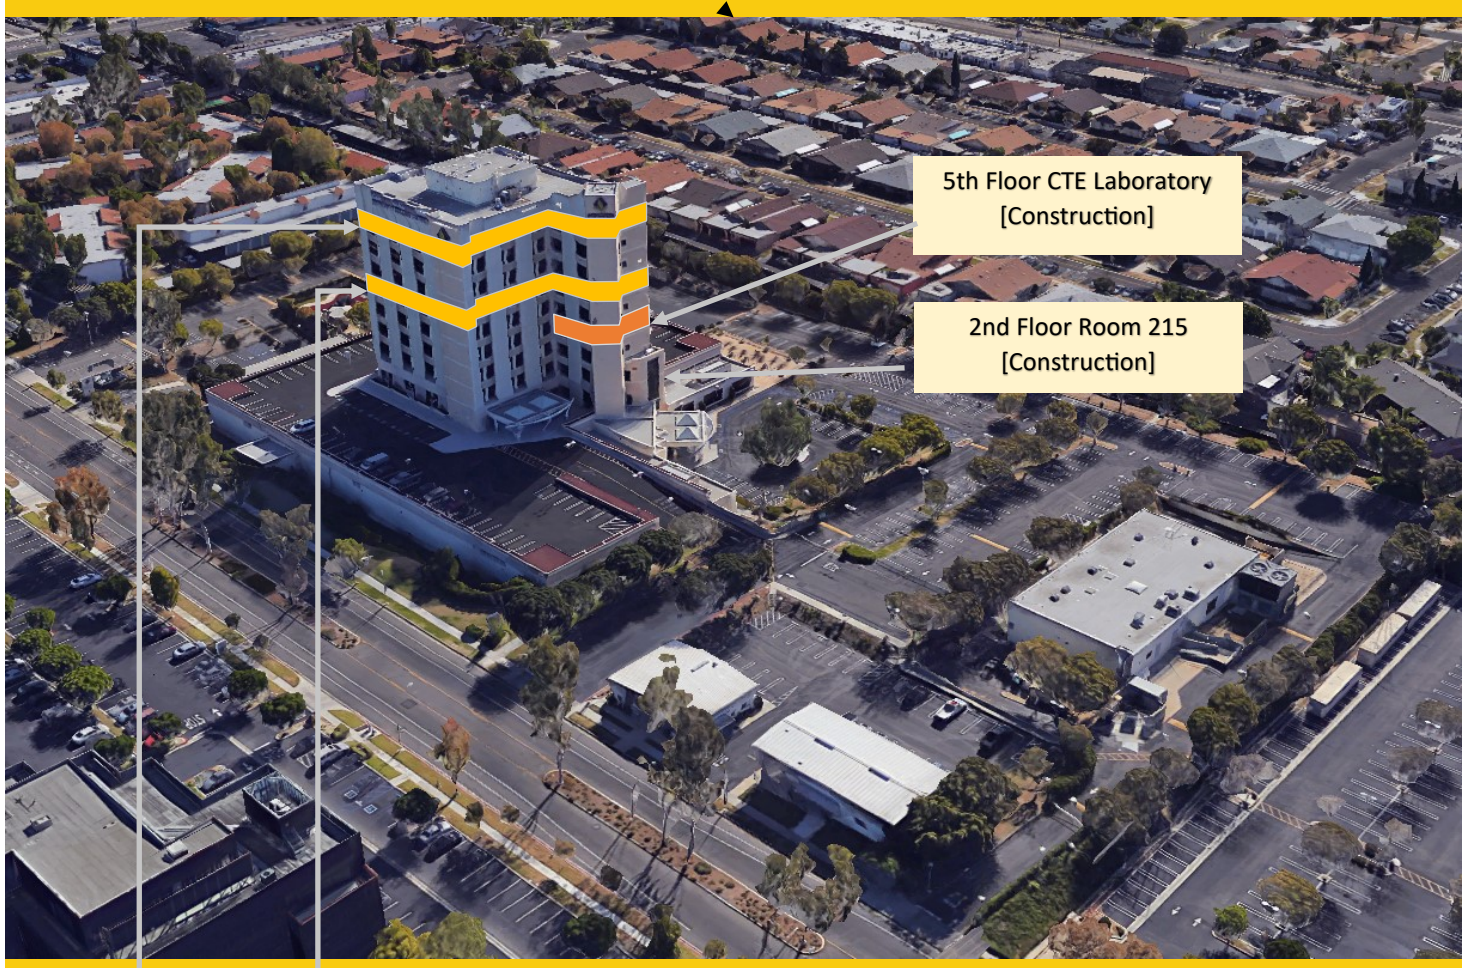 5th Floor CTE Laboratory
[Construction]
2nd Floor Room 215
[Construction]